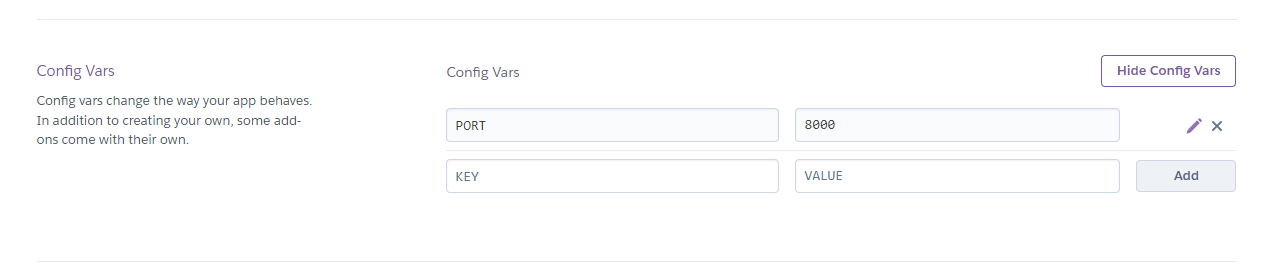 Config Vars
Config vars change the way your app behaves.
In addition to creating your own, some add-
ons come with their own.
Config Vars
Hide Config Vars
PORT
8000
KEY
VALUE
Add